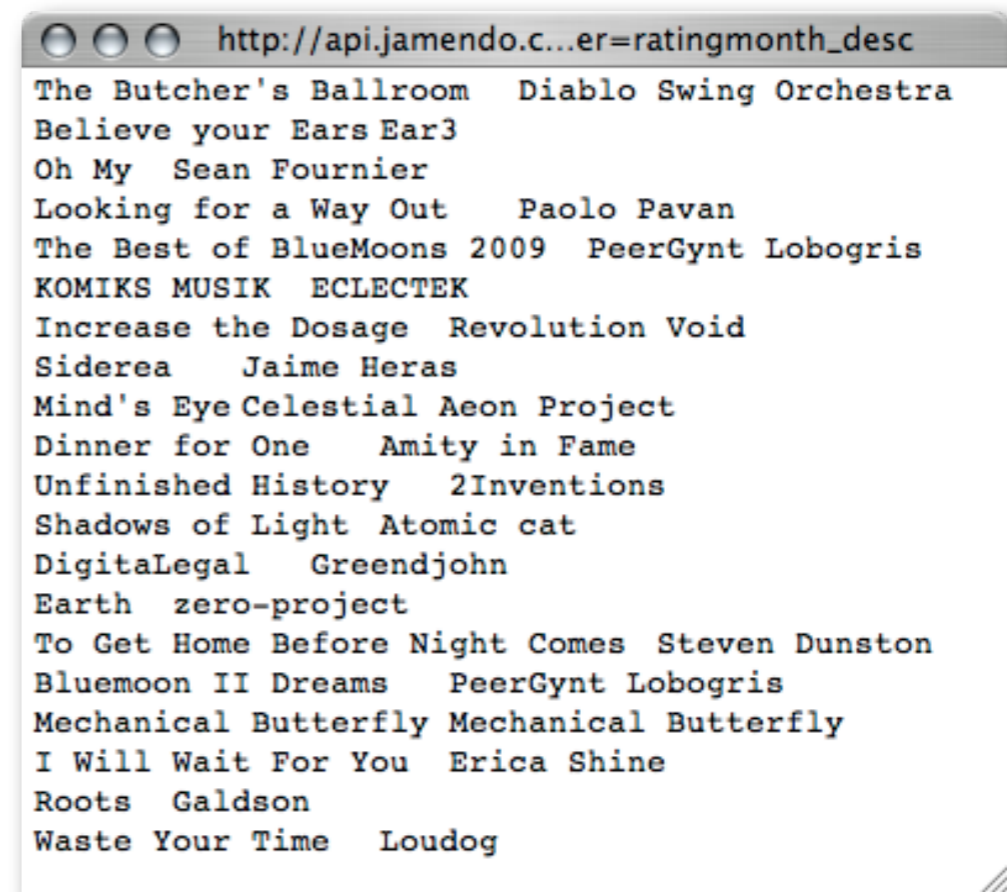 http://api.jamendo.c...er=ratingmonth_desc
The Butcher's Ballroom Diablo Swing Orchestra
Believe your Ears Ear3
Oh My Sean Fournier
Looking for a Way Out Paolo Pavan
The Best of BlueMoons 2009 PeerGynt Lobogris
KOMIKS MUSIK ECLECTEK
Increase the Dosage Revolution Void
Siderea Jaime Heras
Mind's Eye Celestial Aeon Project
Dinner for One Amity in Fame
Unfinished History 2Inventions
Shadows of Light Atomic cat
DigitaLegal Greendjohn
Earth zero-project
To Get Home Before Night Comes Steven Dunston
Bluemoon II Dreams PeerGynt Lobogris
Mechanical Butterfly Mechanical Butterfly
I Will Wait For You Erica Shine
Roots Galdson
Waste Your Time Loudog